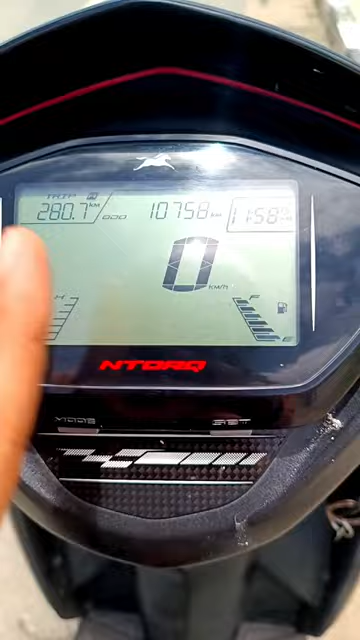 TRIP
280.7 km
10758 km
1:58
0 km/h
H
F
E
NTORQ
MODE
SET